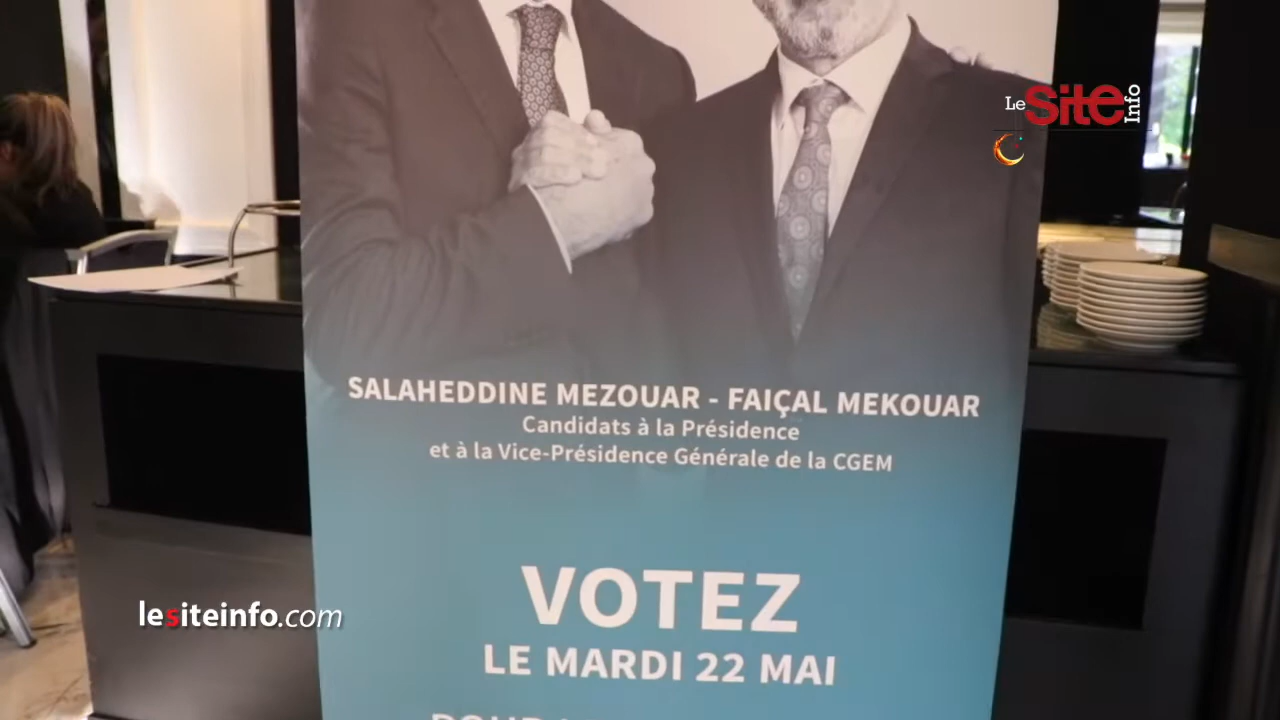 Le Site Info
SALAHEDDINE MEZOUAR - FAIÇAL MEKOUAR
Candidats à la Présidence
et à la Vice-Présidence Générale de la CGEM
VOTEZ
lesiteinfo.com
LE MARDI 22 MAI